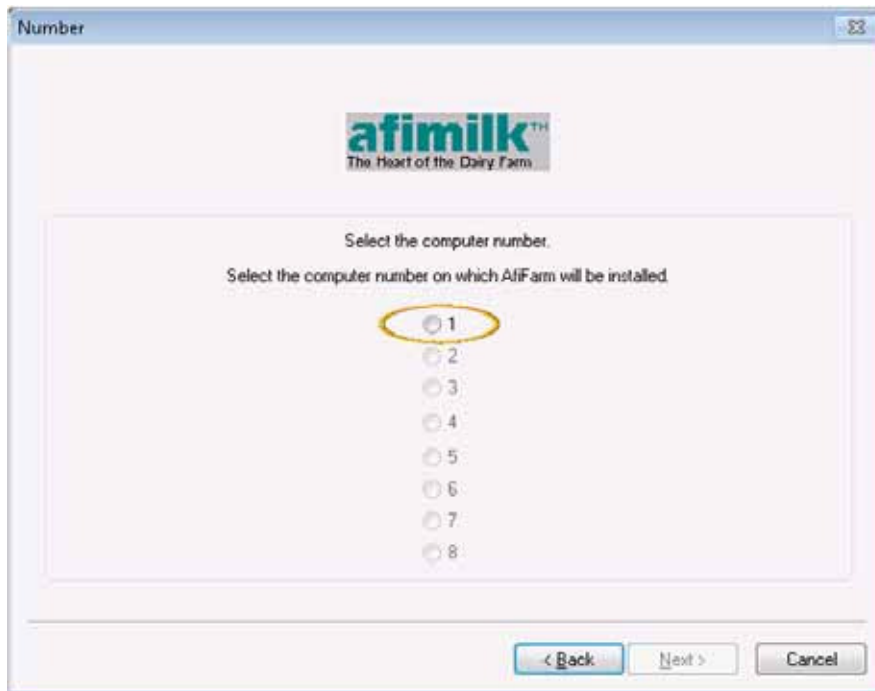 Number
afimilk™
The Heart of the Dairy Farm
Select the computer number.
Select the computer number on which AfiFarm will be installed.
1
2
3
4
5
6
7
8
< Back Next > Cancel